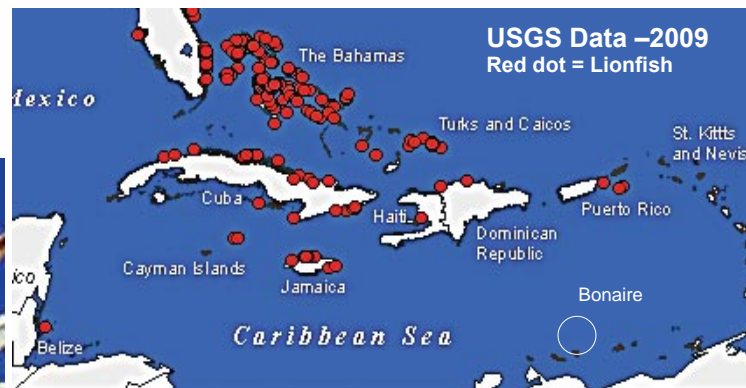 USGS Data –2009
Red dot = Lionfish
The Bahamas
Mexico
Turks and Caicos
St. Kittts
and Nevis
Cuba
Haiti
Puerto Rico
Dominican
Republic
Cayman Islands
Jamaica
Bonaire
Caribbean Sea
Belize